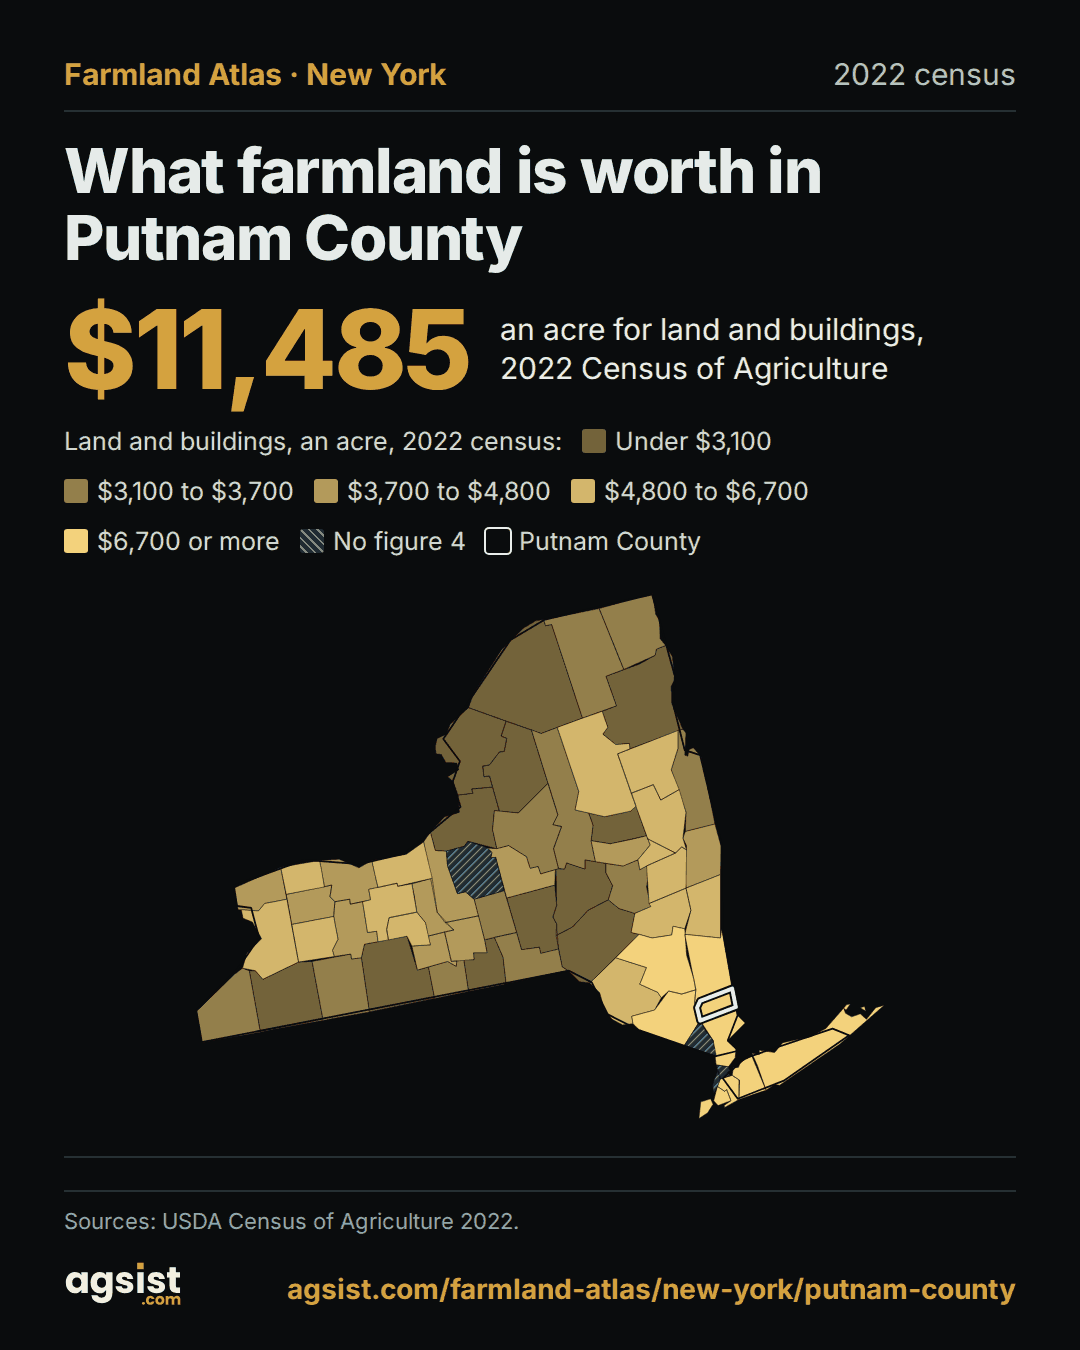 Farmland Atlas · New York
2022 census
What farmland is worth in
Putnam County
$11,485
an acre for land and buildings,
2022 Census of Agriculture
Land and buildings, an acre, 2022 census: Under $3,100
$3,100 to $3,700 $3,700 to $4,800 $4,800 to $6,700
$6,700 or more No figure 4 Putnam County
Sources: USDA Census of Agriculture 2022.
agsist
.com
agsist.com/farmland-atlas/new-york/putnam-county